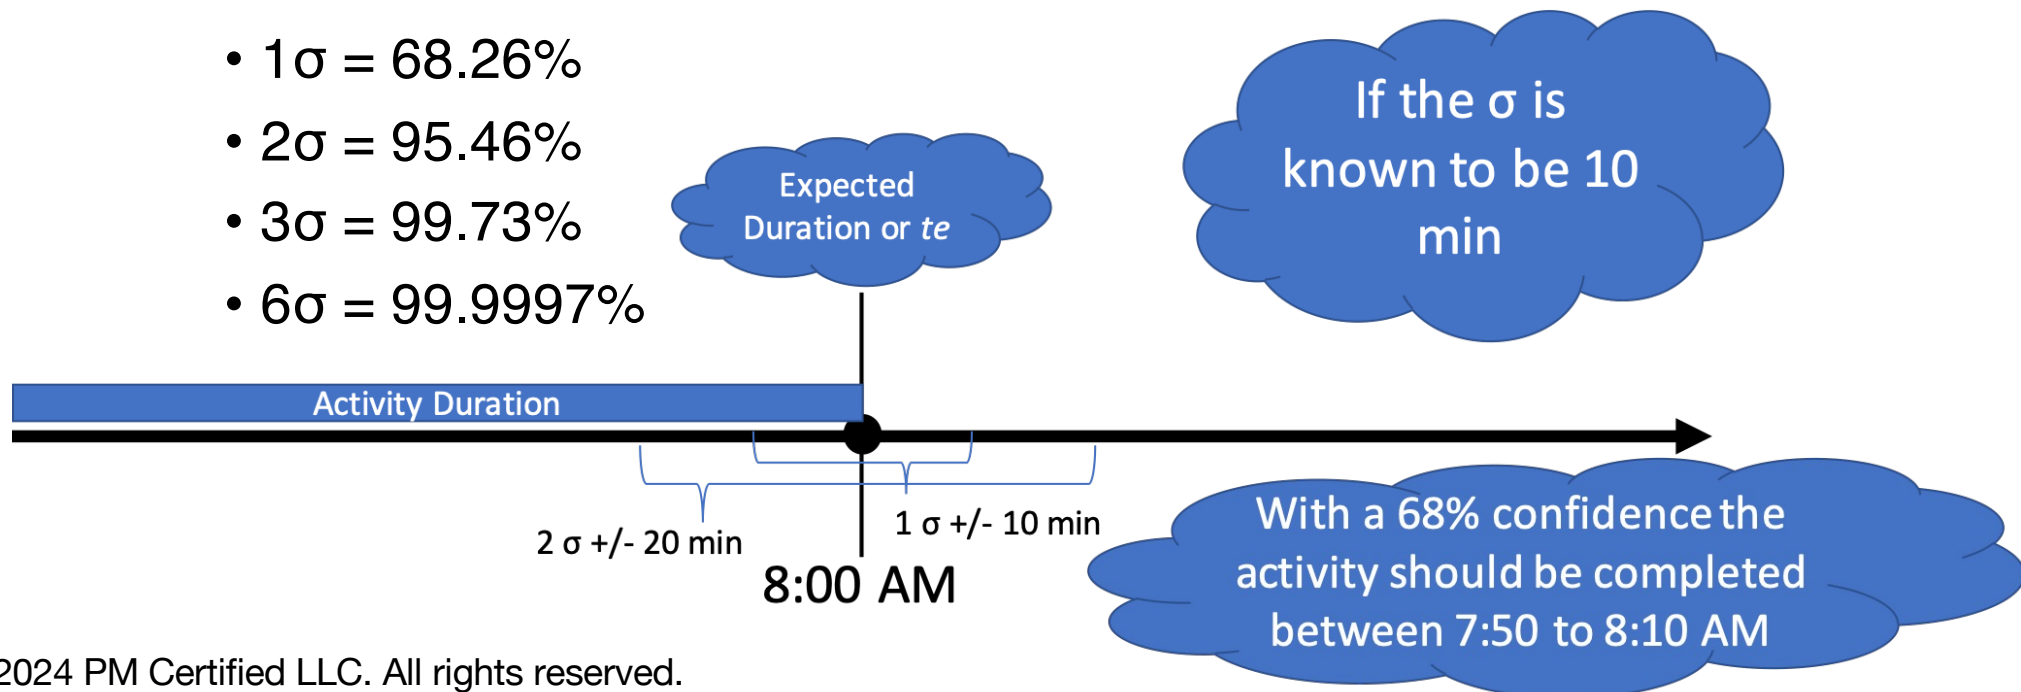 • 1σ = 68.26%
• 2σ = 95.46%
• 3σ = 99.73%
• 6σ = 99.9997%
Expected
Duration or te
If the σ is
known to be 10
min
Activity Duration
2 σ +/- 20 min
1 σ +/- 10 min
8:00 AM
With a 68% confidence the
activity should be completed
between 7:50 to 8:10 AM
2024 PM Certified LLC. All rights reserved.